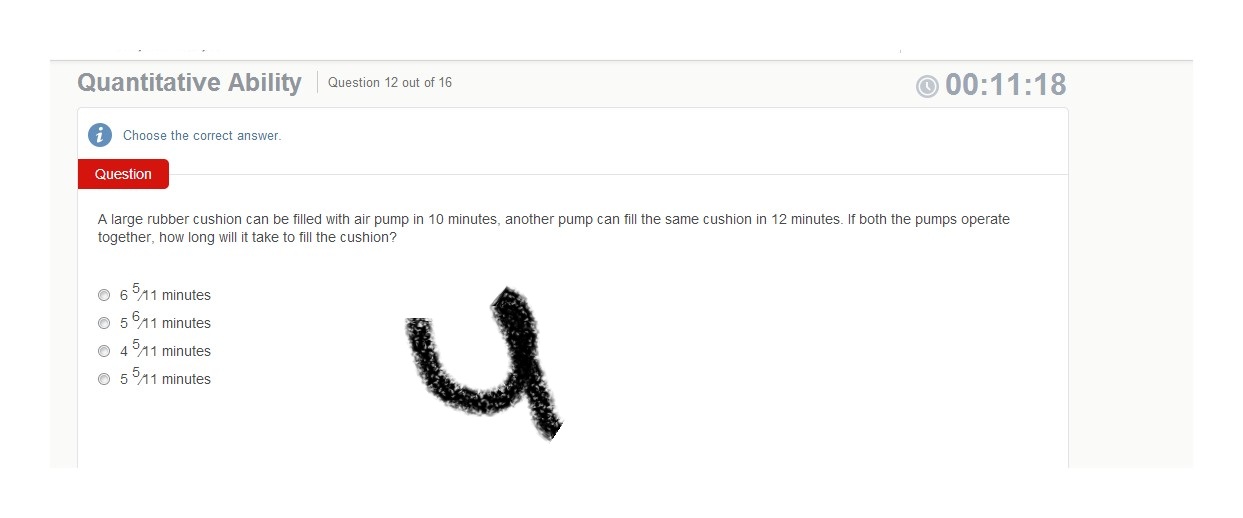 Quantitative Ability Question 12 out of 16 00:11:18
Choose the correct answer.
Question
A large rubber cushion can be filled with air pump in 10 minutes, another pump can fill the same cushion in 12 minutes. If both the pumps operate
together, how long will it take to fill the cushion?
6 5/11 minutes
5 6/11 minutes
4 5/11 minutes
5 5/11 minutes
4